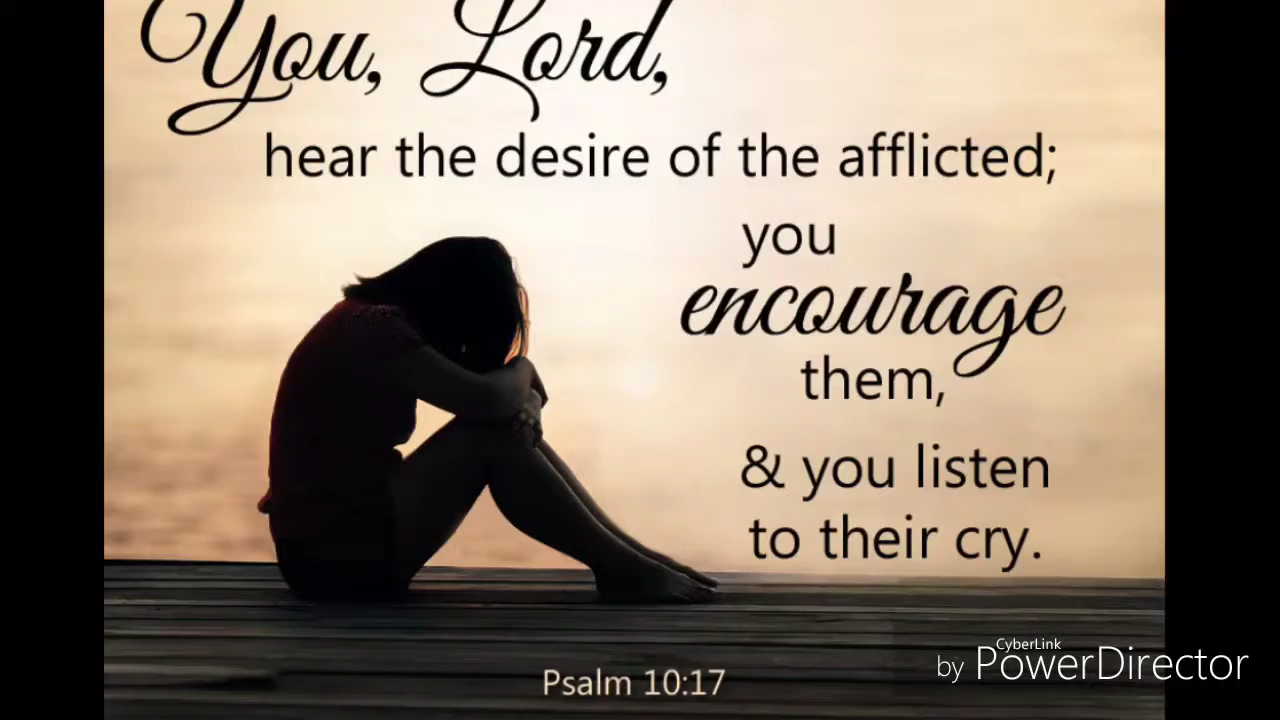 You, Lord,
hear the desire of the afflicted;
you
encourage
them,
& you listen
to their cry.
Psalm 10:17
CyberLink
by PowerDirector